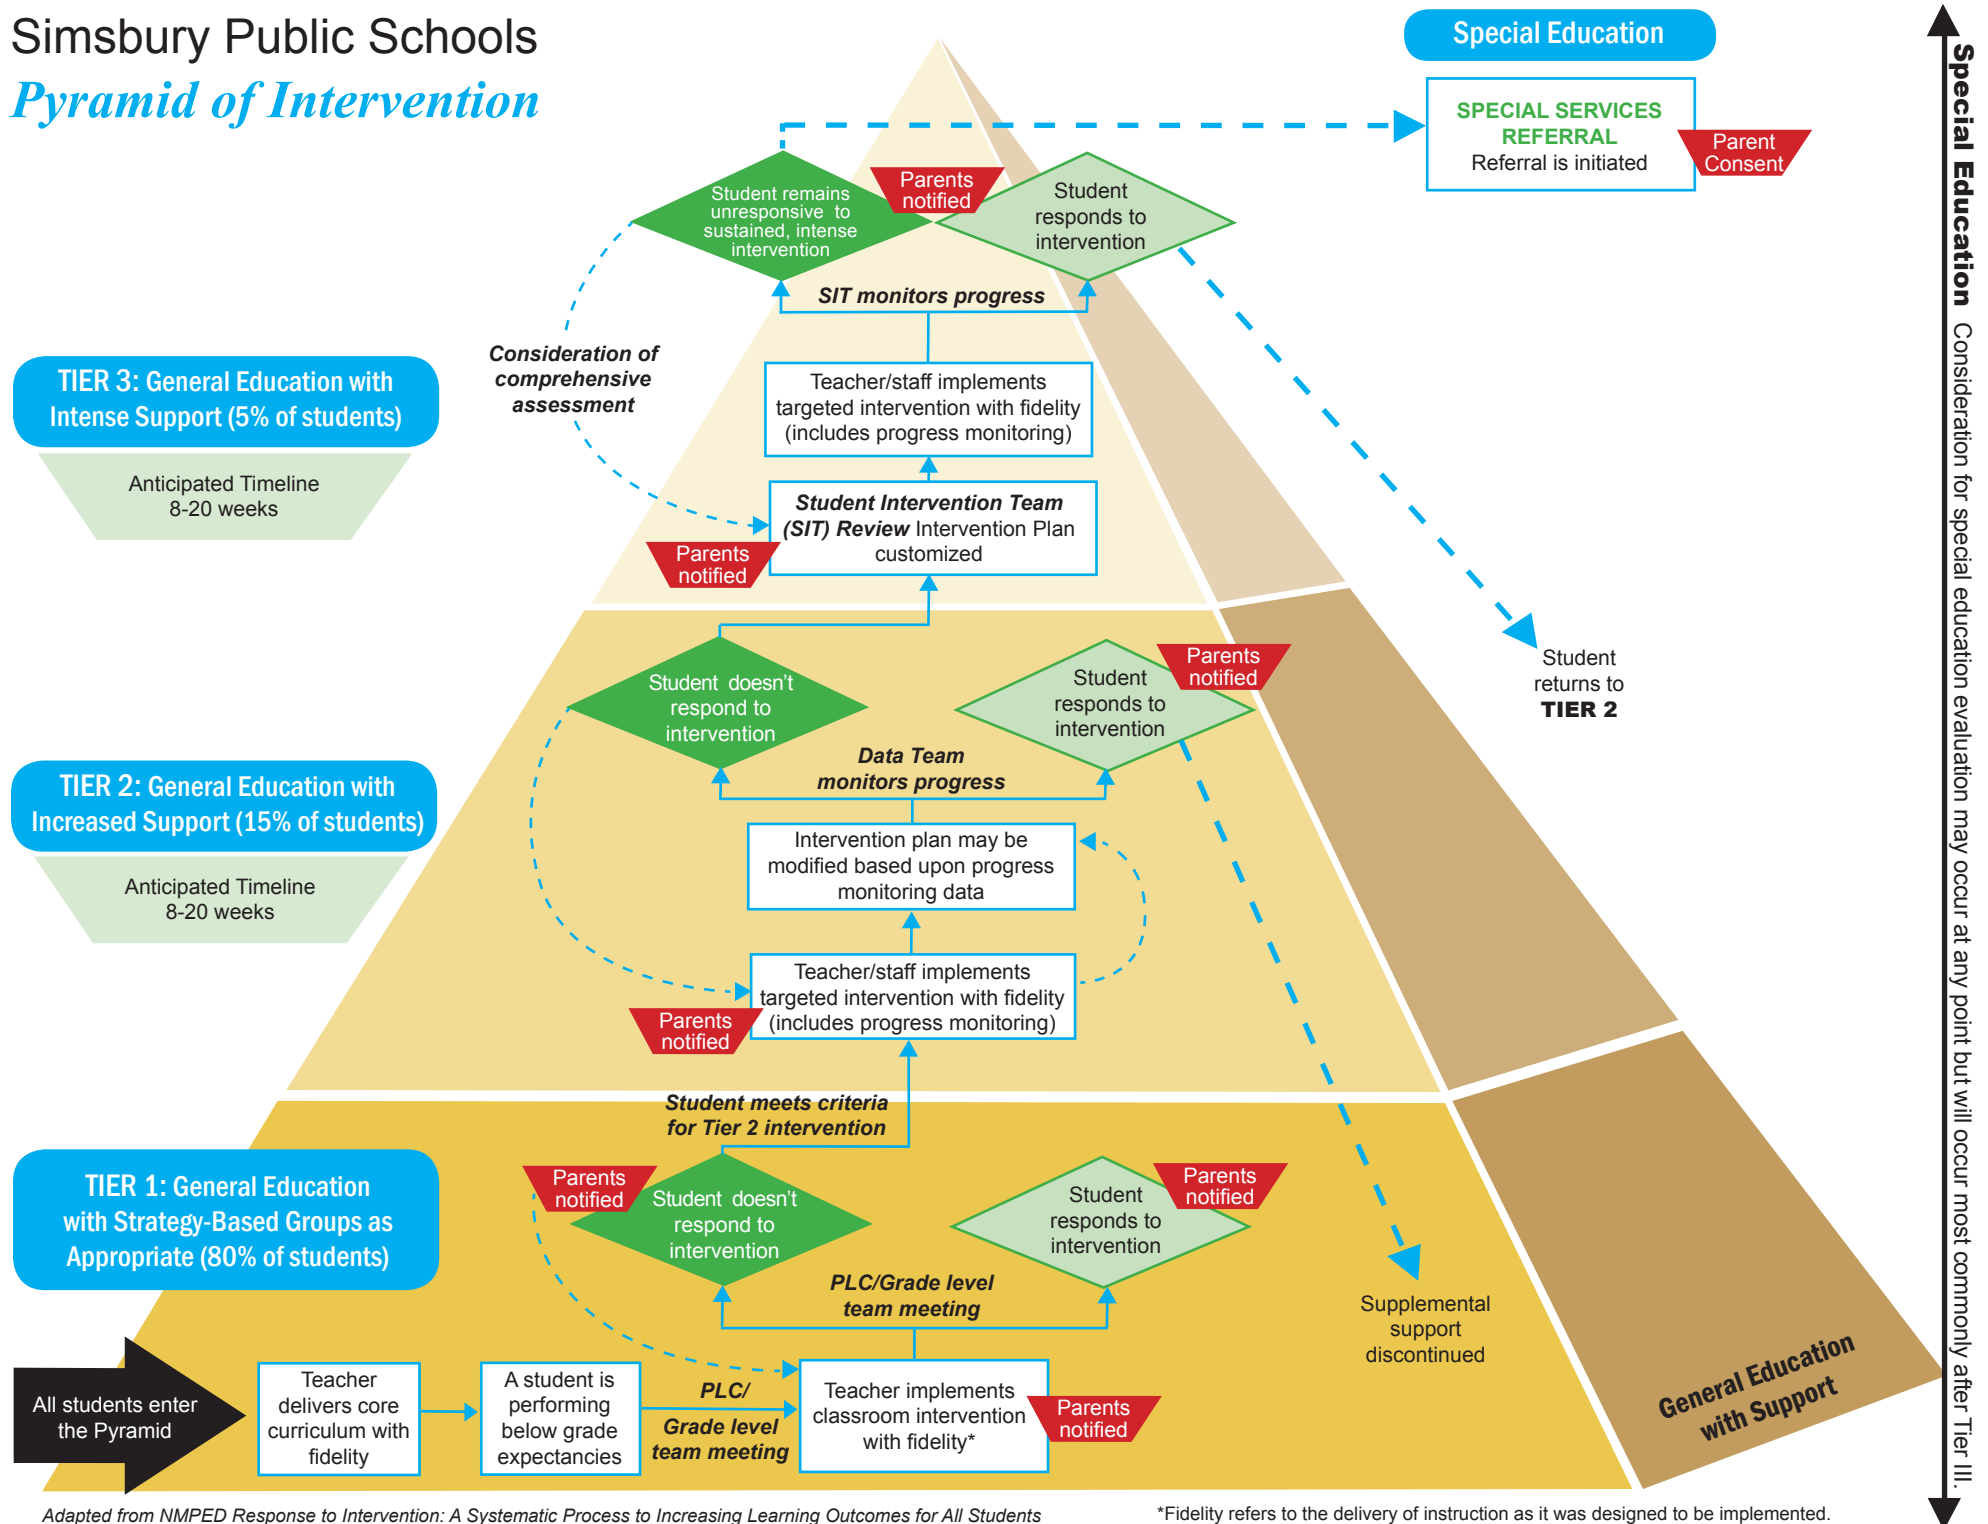 Simsbury Public Schools
Pyramid of Intervention
Special Education
SPECIAL SERVICES
REFERRAL
Referral is initiated
Parent
Consent
Student remains
unresponsive to
sustained, intense
intervention
Parents
notified
Student
responds to
intervention
SIT monitors progress
Consideration of
comprehensive
assessment
TIER 3: General Education with
Intense Support (5% of students)
Anticipated Timeline
8-20 weeks
Teacher/staff implements
targeted intervention with fidelity
(includes progress monitoring)
Student Intervention Team
(SIT) Review Intervention Plan
customized
Parents
notified
Student doesn't
respond to
intervention
Student
responds to
intervention
Parents
notified
Student
returns to
TIER 2
Data Team
monitors progress
TIER 2: General Education with
Increased Support (15% of students)
Anticipated Timeline
8-20 weeks
Intervention plan may be
modified based upon progress
monitoring data
Teacher/staff implements
targeted intervention with fidelity
(includes progress monitoring)
Parents
notified
Student meets criteria
for Tier 2 intervention
TIER 1: General Education
with Strategy-Based Groups as
Appropriate (80% of students)
Parents
notified
Student doesn't
respond to
intervention
Student
responds to
intervention
Parents
notified
PLC/Grade level
team meeting
Supplemental
support
discontinued
All students enter
the Pyramid
Teacher
delivers core
curriculum with
fidelity
A student is
performing
below grade
expectancies
PLC/
Grade level
team meeting
Teacher implements
classroom intervention
with fidelity*
Parents
notified
General Education
with Support
Special Education Consideration for special education evaluation may occur at any point but will occur most commonly after Tier III.
Adapted from NMPED Response to Intervention: A Systematic Process to Increasing Learning Outcomes for All Students
*Fidelity refers to the delivery of instruction as it was designed to be implemented.